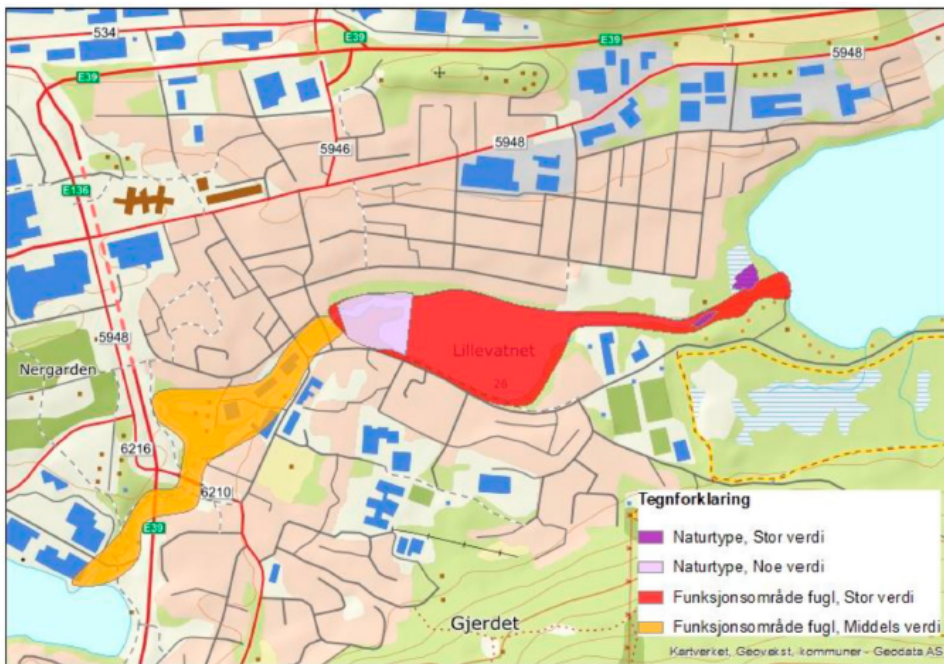 534
E39
E39
E39
5948
5946
5948
E136
5948
Nergarden
Lillevatnet
26
6216
6210
E39
Gjerdet
Tegnforklaring
Naturtype, Stor verdi
Naturtype, Noe verdi
Funksjonsområde fugl, Stor verdi
Funksjonsområde fugl, Middels verdi
Kartverket, Geovekst, kommuner - Geodata AS